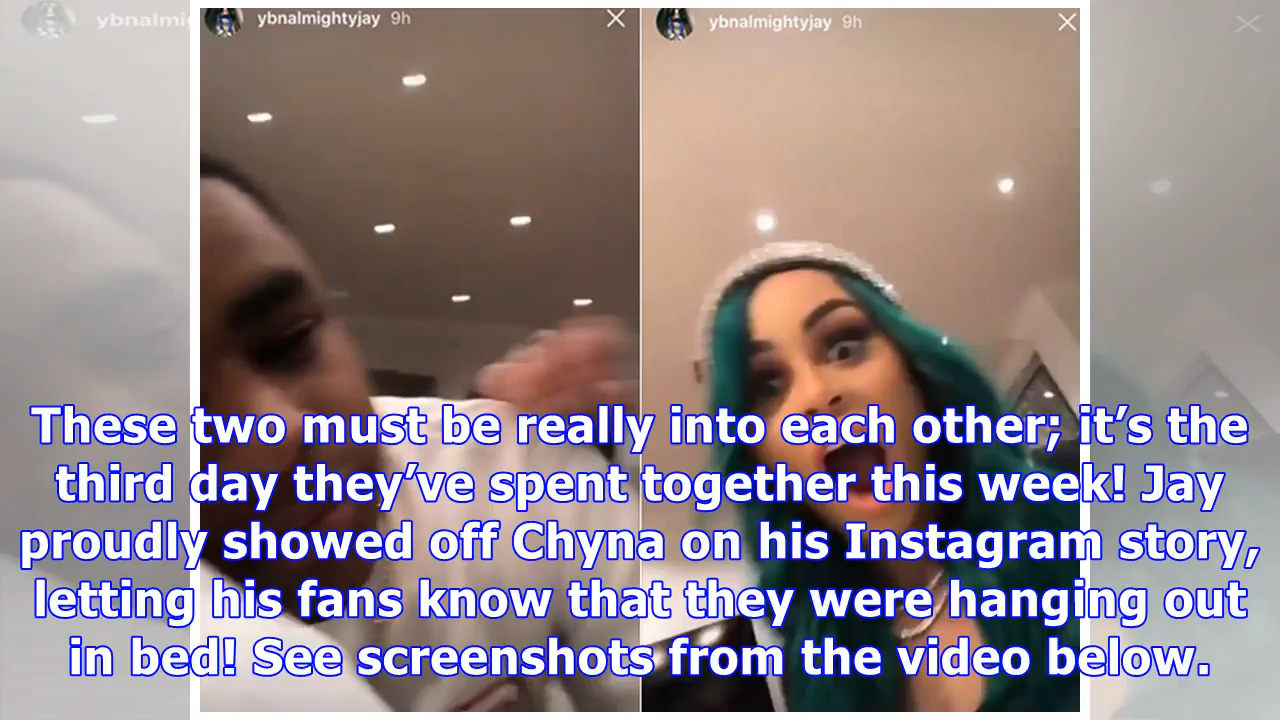 ybnalmighty
ybnalmightyjay 9h
ybnalmightyjay 9h
These two must be really into each other; it’s the
third day they’ve spent together this week! Jay
proudly showed off Chyna on his Instagram story,
letting his fans know that they were hanging out
in bed! See screenshots from the video below.